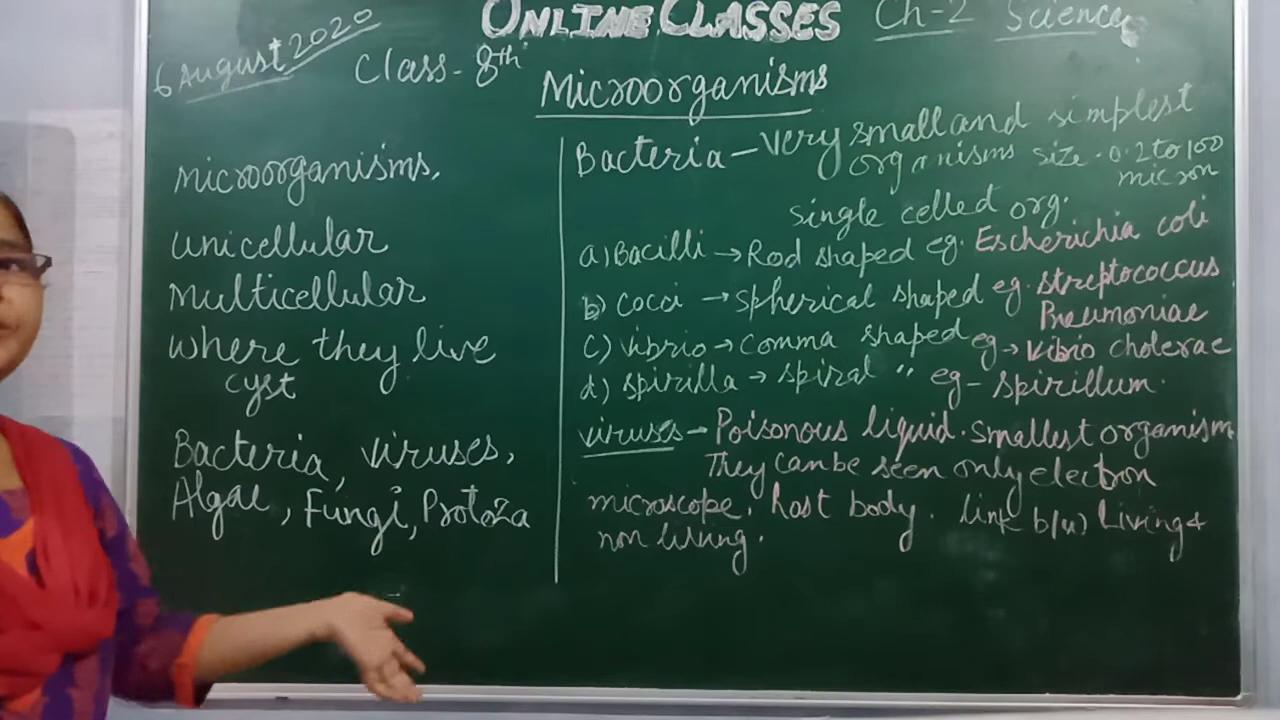 ONLINE CLASSES Ch-2 Science
6 August 2020
Class - 8th
Microorganisms
Microorganisms,
unicellular
Multicellular
where they live
cyst
Bacteria, viruses,
Algae, Fungi, Protoza
Bacteria - Very small and simplest
organisms size . 0.2 to 100
micron
single celled org.
a) Bacilli → Rod shaped eg. Escherichia coli
b) cocci → spherical shaped eg. Streptococcus
Pneumoniae
c) vibrio → comma shaped eg → Vibrio cholerae
d) spirilla → spiral " eg - spirillum.
viruses - Poisonous liquid. smallest organism
They can be seen only electron
microscope. host body. link b/w) Living &
non living.